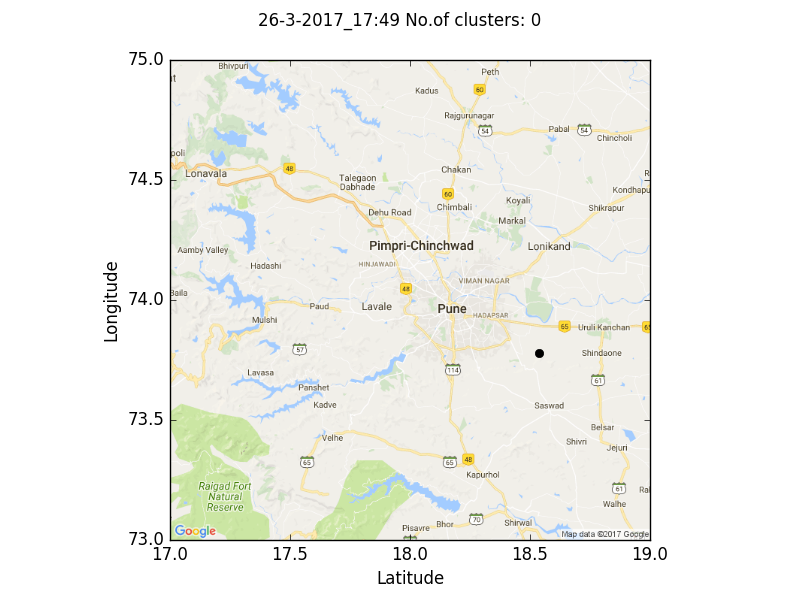 26-3-2017_17:49 No.of clusters: 0
75.0
74.5
74.0
73.5
73.0
Longitude
Bhivpuri
Peth
Kadus
60
Rajgurunagar
54
Pabal
54
Chincholi
Lonavala
48
Talegaon
Dabhade
Chakan
60
Chimbali
Koyali
Kondhapu
Shikrapur
Dehu Road
Markal
Pimpri-Chinchwad
Lonikand
Aamby Valley
Hadashi
HINJAWADI
VIMAN NAGAR
Baila
48
Paud
Lavale
Pune
HADAPSAR
Mulshi
65
Uruli Kanchan
57
Shindaone
Lavasa
114
61
Panshet
Kadve
Saswad
Belsar
Velhe
Shivri
Jejuri
65
65
48
Kapurhol
Raigad Fort
Natural
Reserve
61
Walhe
70
Pisavre
Bhor
Shirwal
Google
Map data ©2017 Google
17.0 17.5 18.0 18.5 19.0
Latitude